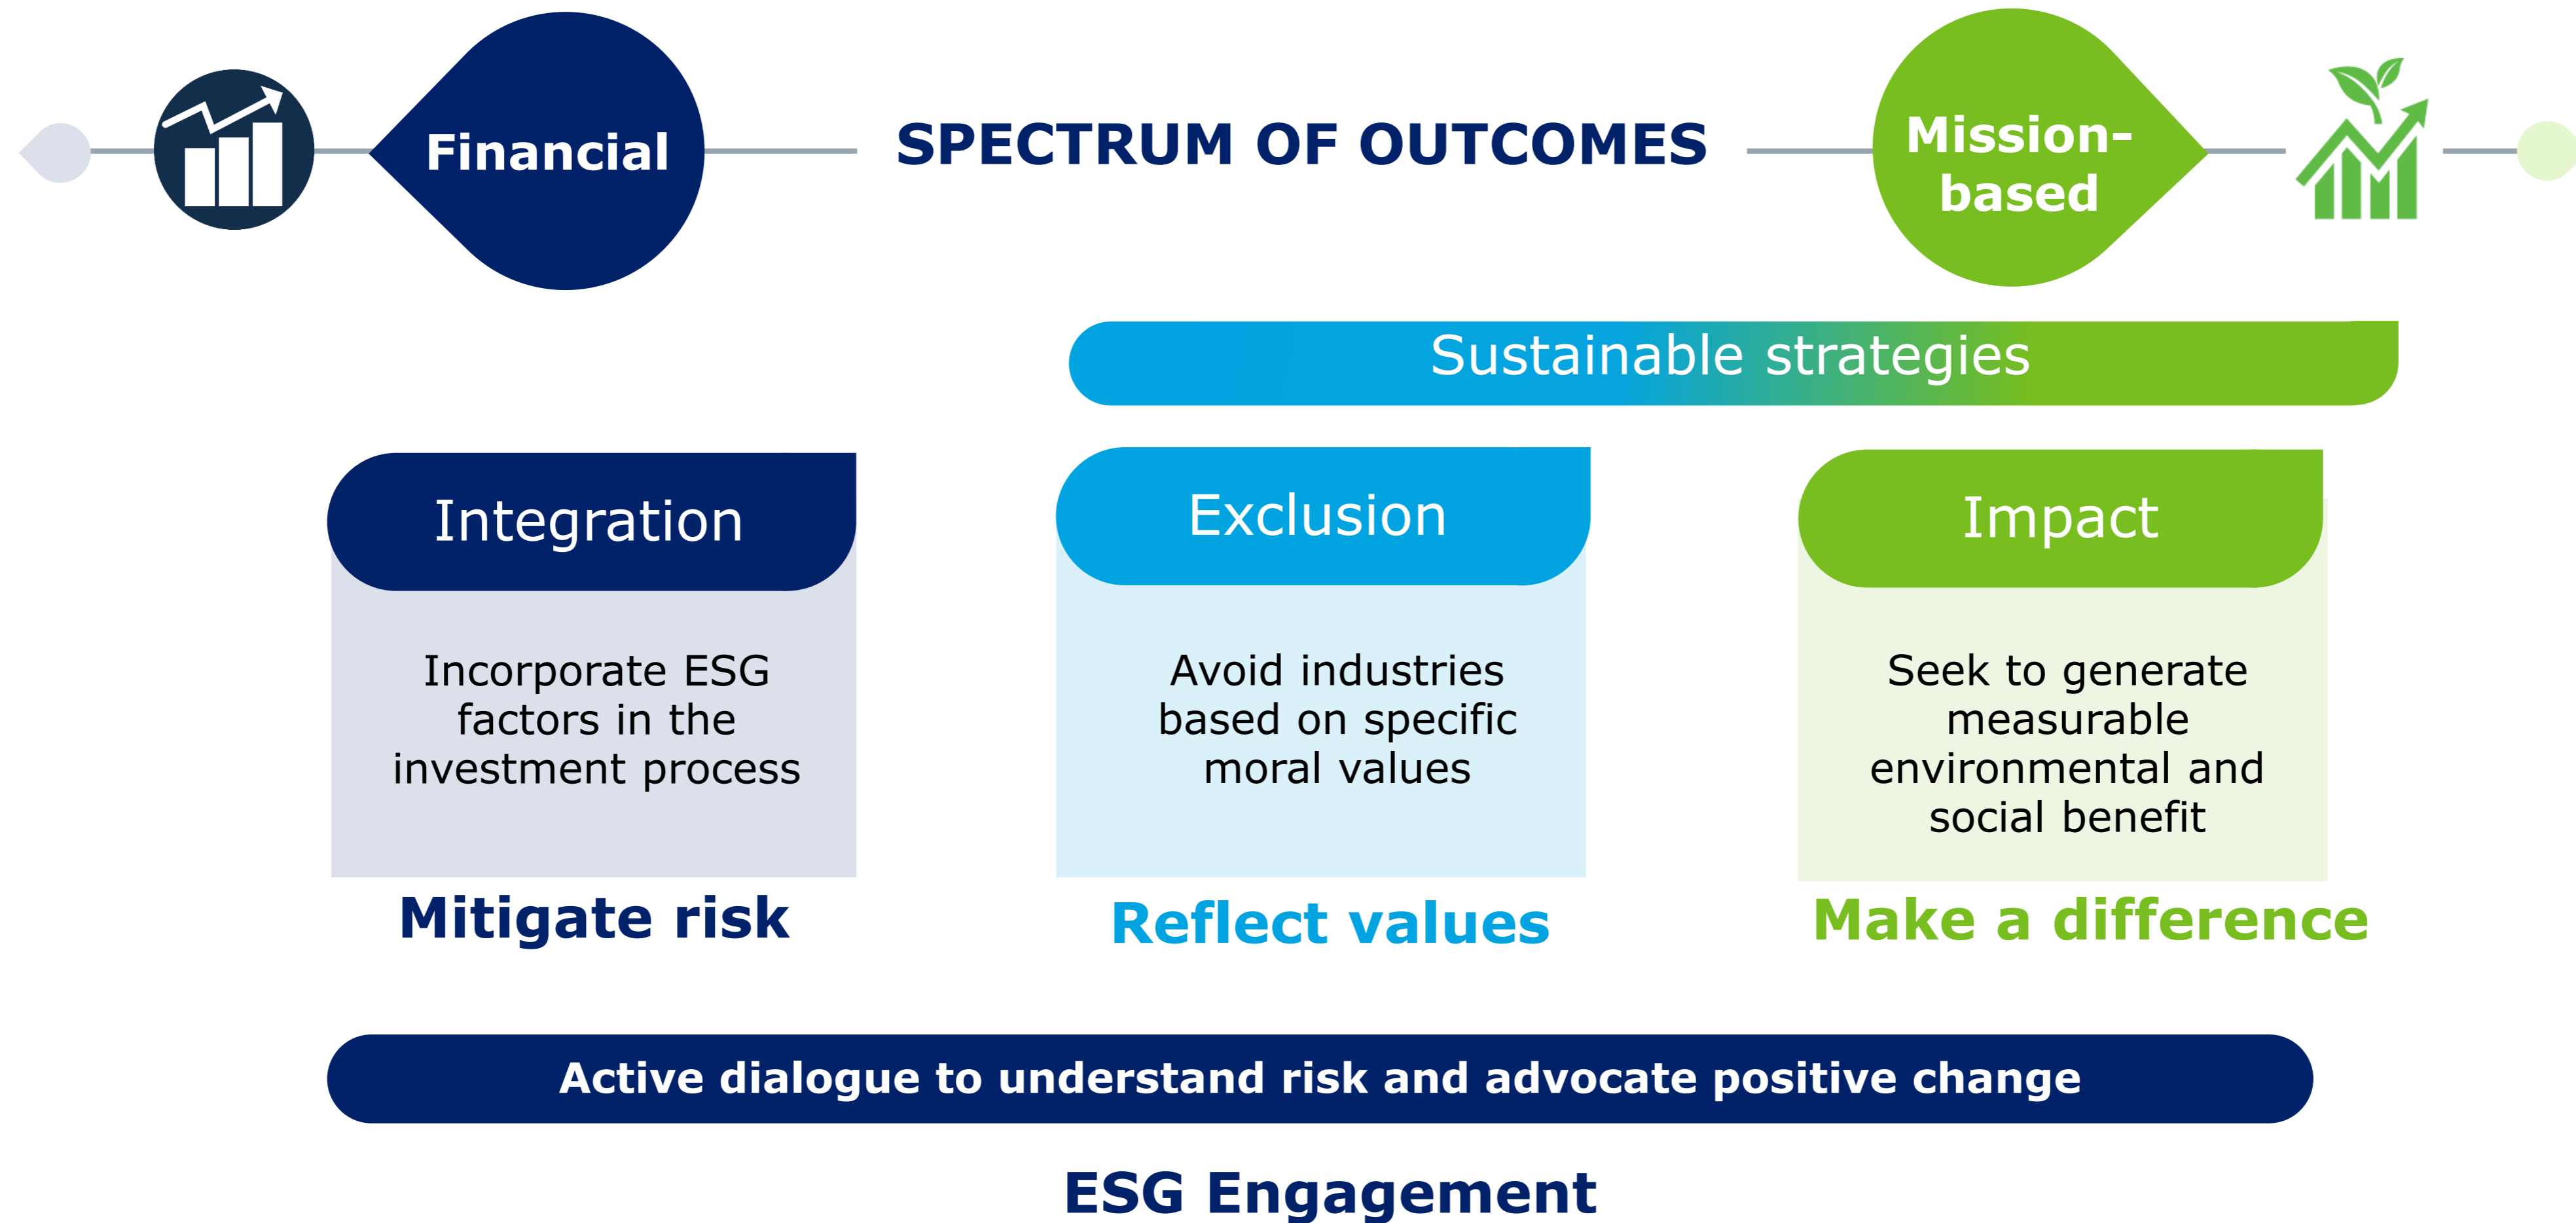 Financial
SPECTRUM OF OUTCOMES
Mission-
based
Sustainable strategies
Integration
Incorporate ESG
factors in the
investment process
Mitigate risk
Exclusion
Avoid industries
based on specific
moral values
Reflect values
Impact
Seek to generate
measurable
environmental and
social benefit
Make a difference
Active dialogue to understand risk and advocate positive change
ESG Engagement